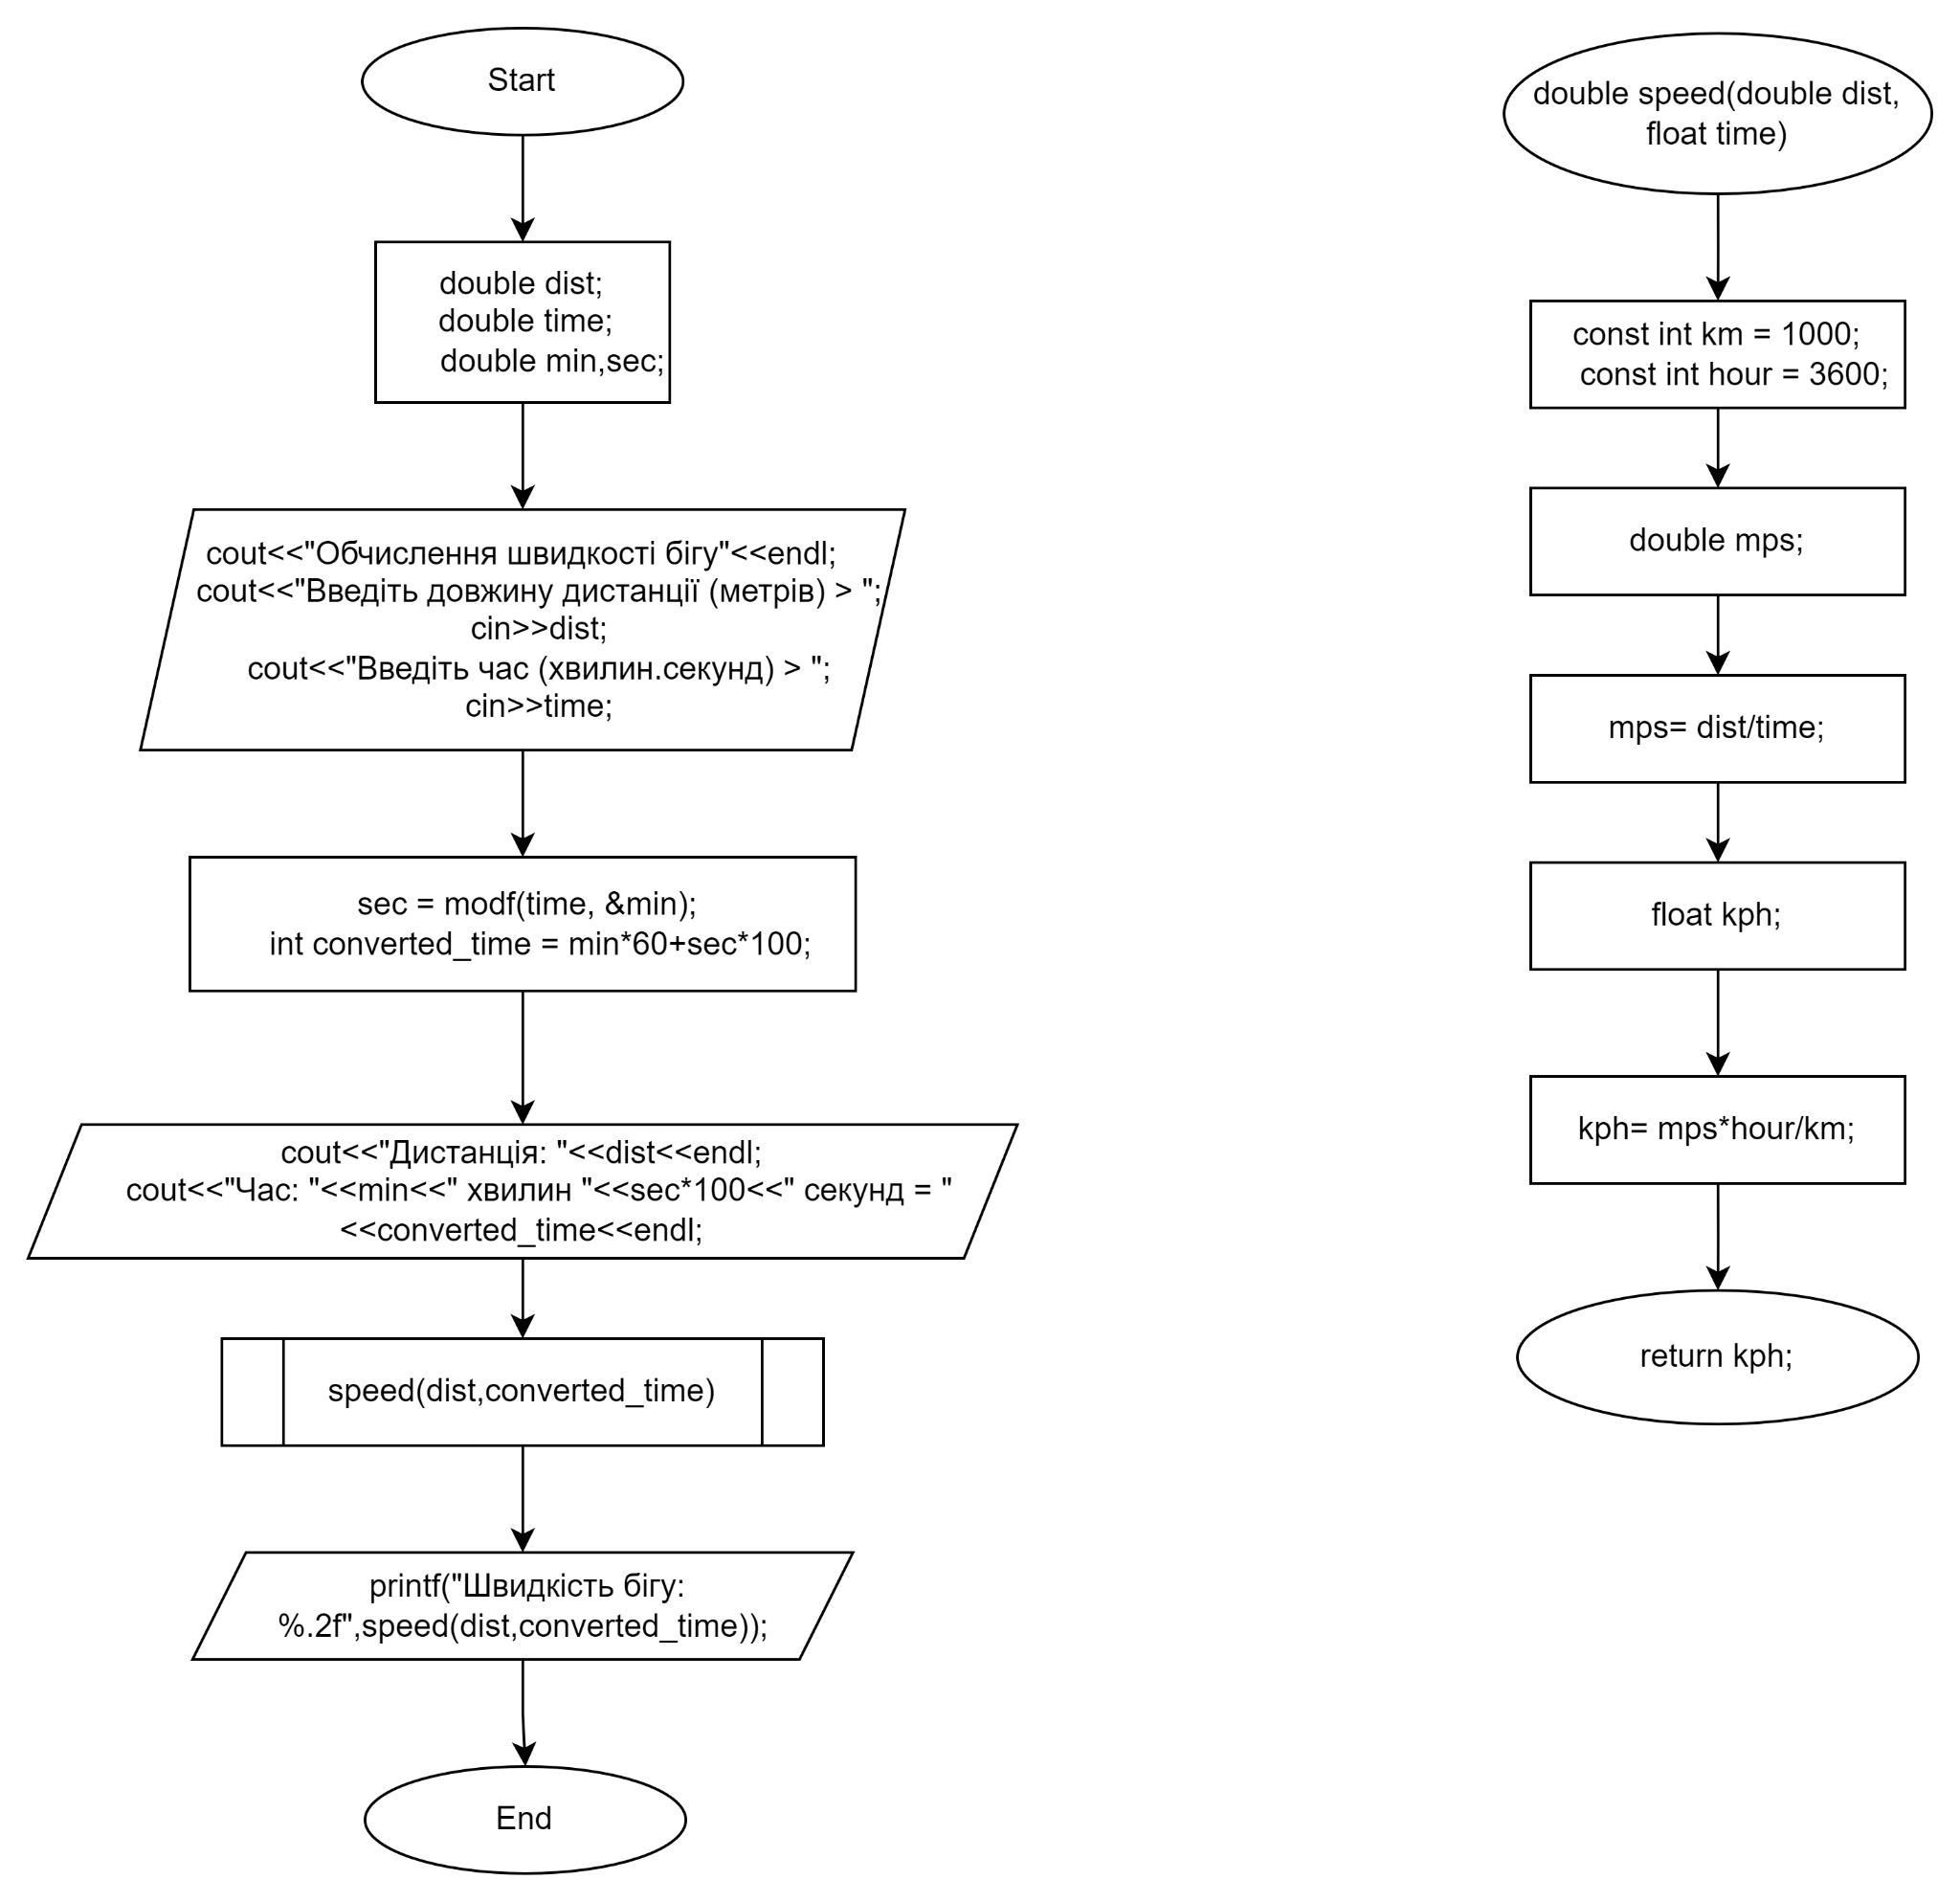 Start
double dist;
double time;
double min,sec;
cout<<"Обчислення швидкості бігу"<<endl;
cout<<"Введіть довжину дистанції (метрів) > ";
cin>>dist;
cout<<"Введіть час (хвилин.секунд) > ";
cin>>time;
sec = modf(time, &min);
int converted_time = min*60+sec*100;
cout<<"Дистанція: "<<dist<<endl;
cout<<"Час: "<<min<<" хвилин "<<sec*100<<" секунд = "
<<converted_time<<endl;
speed(dist,converted_time)
printf("Швидкість бігу:
%.2f",speed(dist,converted_time));
End
double speed(double dist,
float time)
const int km = 1000;
const int hour = 3600;
double mps;
mps= dist/time;
float kph;
kph= mps*hour/km;
return kph;